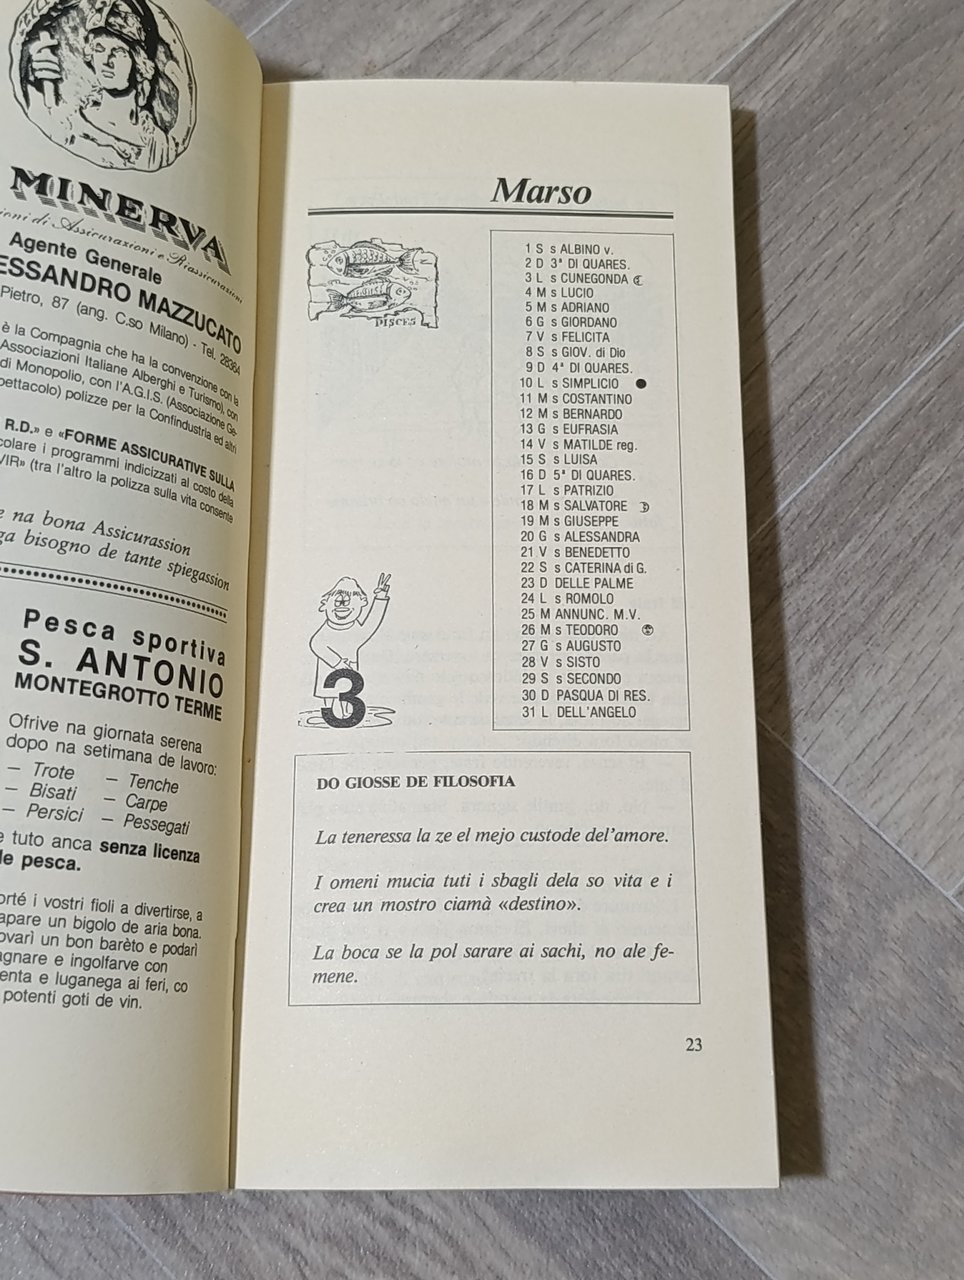 MINERVA
ioni di Assicurazioni e Riassicurazioni
Agente Generale
ESSANDRO MAZZUCATO
Pietro, 87 (ang. C.so Milano) - Tel. 28364
è la Compagnia che ha la convenzione con la
Associazioni Italiane Alberghi e Turismo), con
di Monopolio, con l'A.G.I.S. (Associazione Ge-
pettacolo) polizze per la Confindustria ed altri
R.D.» e «FORME ASSICURATIVE SULLA
colare i programmi indicizzati al costo della
VIR» (tra l'altro la polizza sulla vita consente
e na bona Assicurassion
ga bisogno de tante spiegassion
Pesca sportiva
S. ANTONIO
MONTEGROTTO TERME
Ofrive na giornata serena
dopo na setimana de lavoro:
– Trote – Tenche
– Bisati – Carpe
– Persici – Pessegati
e tuto anca senza licenza
de pesca.
orté i vostri fioli a divertirse, a
apare un bigolo de aria bona.
ovarì un bon barèto e podarì
agnare e ingolfarve con
enta e luganega ai feri, co
potenti goti de vin.
Marso
PISCES
1 S s ALBINO v.
2 D 3ª DI QUARES.
3 L s CUNEGONDA
4 M s LUCIO
5 M s ADRIANO
6 G s GIORDANO
7 V s FELICITA
8 S s GIOV. di Dio
9 D 4ª DI QUARES.
10 L s SIMPLICIO
11 M s COSTANTINO
12 M s BERNARDO
13 G s EUFRASIA
14 V s MATILDE reg.
15 S s LUISA
16 D 5ª DI QUARES.
17 L s PATRIZIO
18 M s SALVATORE
19 M s GIUSEPPE
20 G s ALESSANDRA
21 V s BENEDETTO
22 S s CATERINA di G.
23 D DELLE PALME
24 L s ROMOLO
25 M ANNUNC. M.V.
26 M s TEODORO
27 G s AUGUSTO
28 V s SISTO
29 S s SECONDO
30 D PASQUA DI RES.
31 L DELL'ANGELO
3
DO GIOSSE DE FILOSOFIA
La teneressa la ze el mejo custode del'amore.
I omeni mucia tuti i sbagli dela so vita e i
crea un mostro ciamà «destino».
La boca se la pol sarare ai sachi, no ale fe-
mene.
23